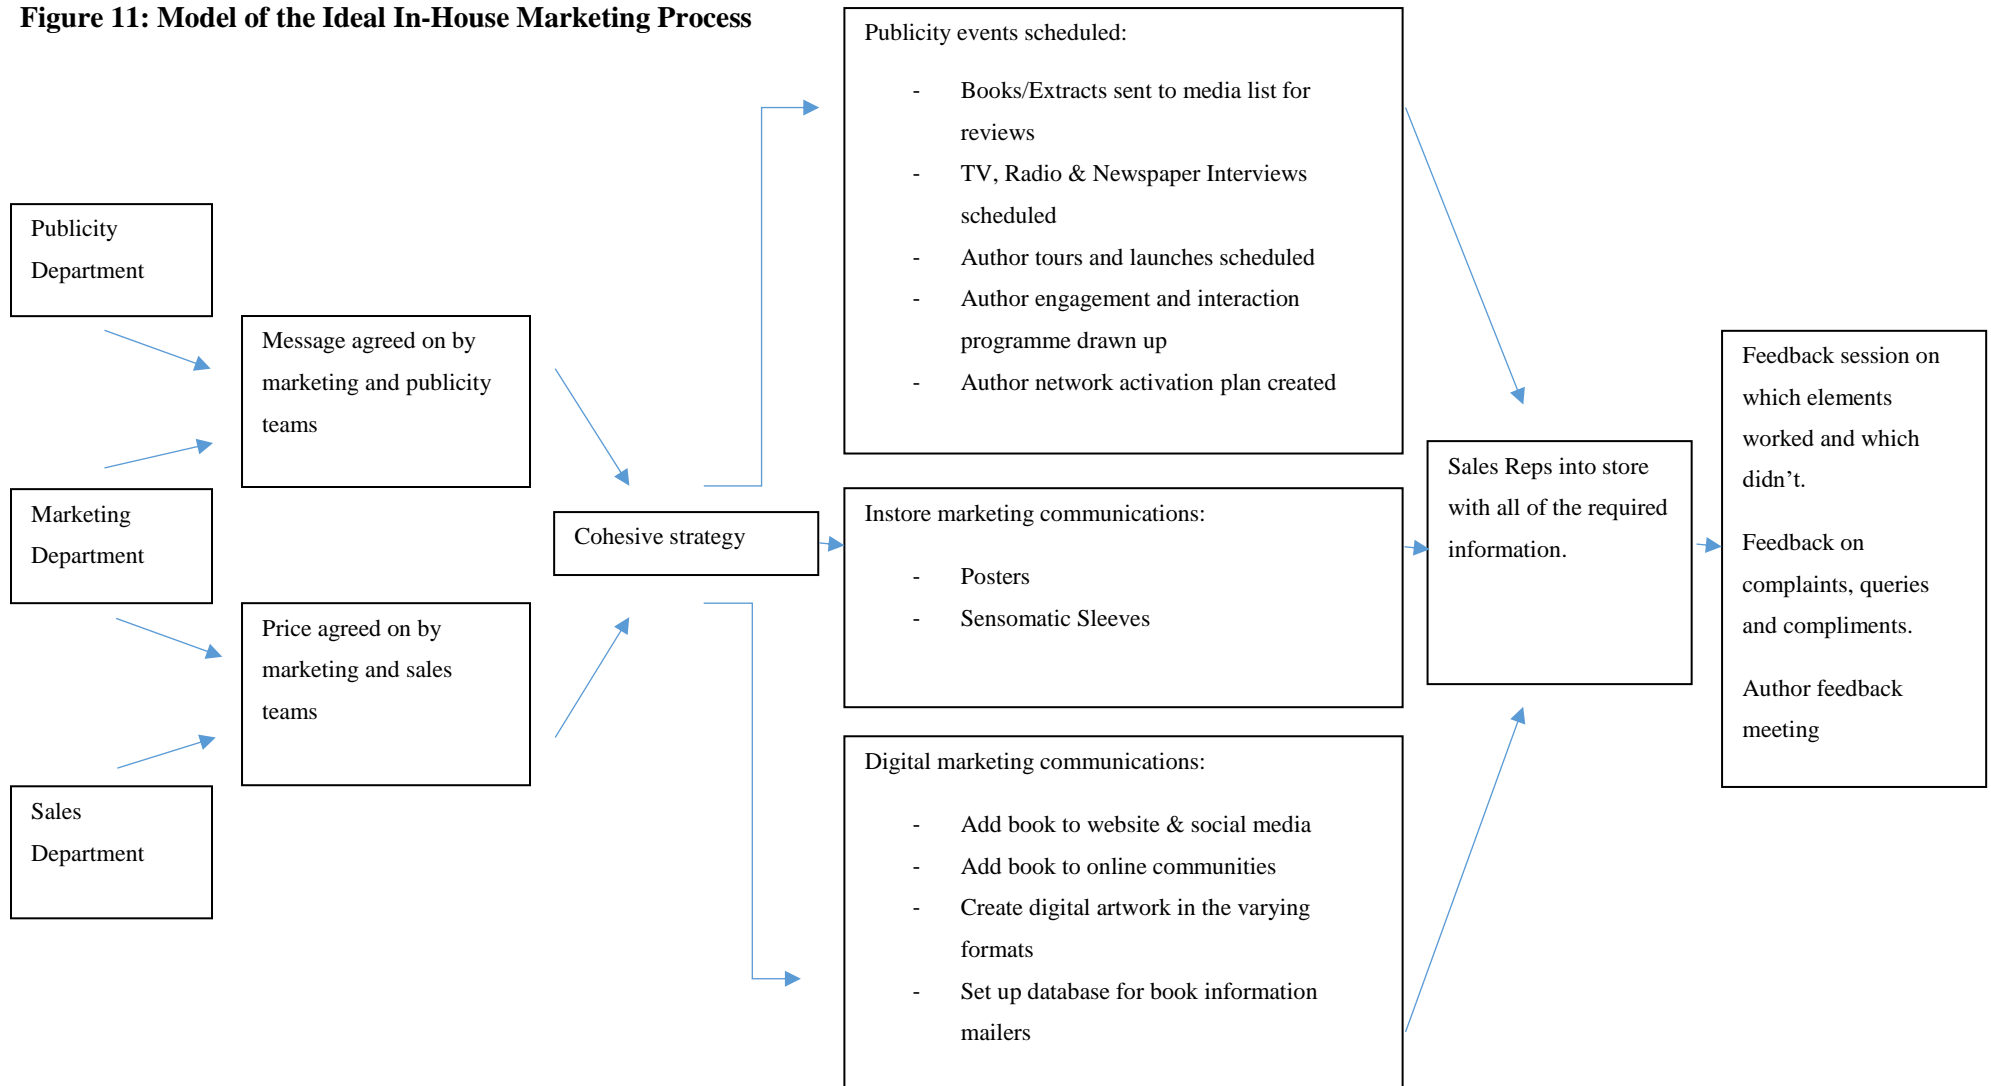 Figure 11: Model of the Ideal In-House Marketing Process
Publicity
Department
Marketing
Department
Sales
Department
Message agreed on by
marketing and publicity
teams
Price agreed on by
marketing and sales
teams
Cohesive strategy
Publicity events scheduled:
- Books/Extracts sent to media list for
reviews
- TV, Radio & Newspaper Interviews
scheduled
- Author tours and launches scheduled
- Author engagement and interaction
programme drawn up
- Author network activation plan created
Instore marketing communications:
- Posters
- Sensomatic Sleeves
Digital marketing communications:
- Add book to website & social media
- Add book to online communities
- Create digital artwork in the varying
formats
- Set up database for book information
mailers
Sales Reps into store
with all of the required
information.
Feedback session on
which elements
worked and which
didn’t.
Feedback on
complaints, queries
and compliments.
Author feedback
meeting